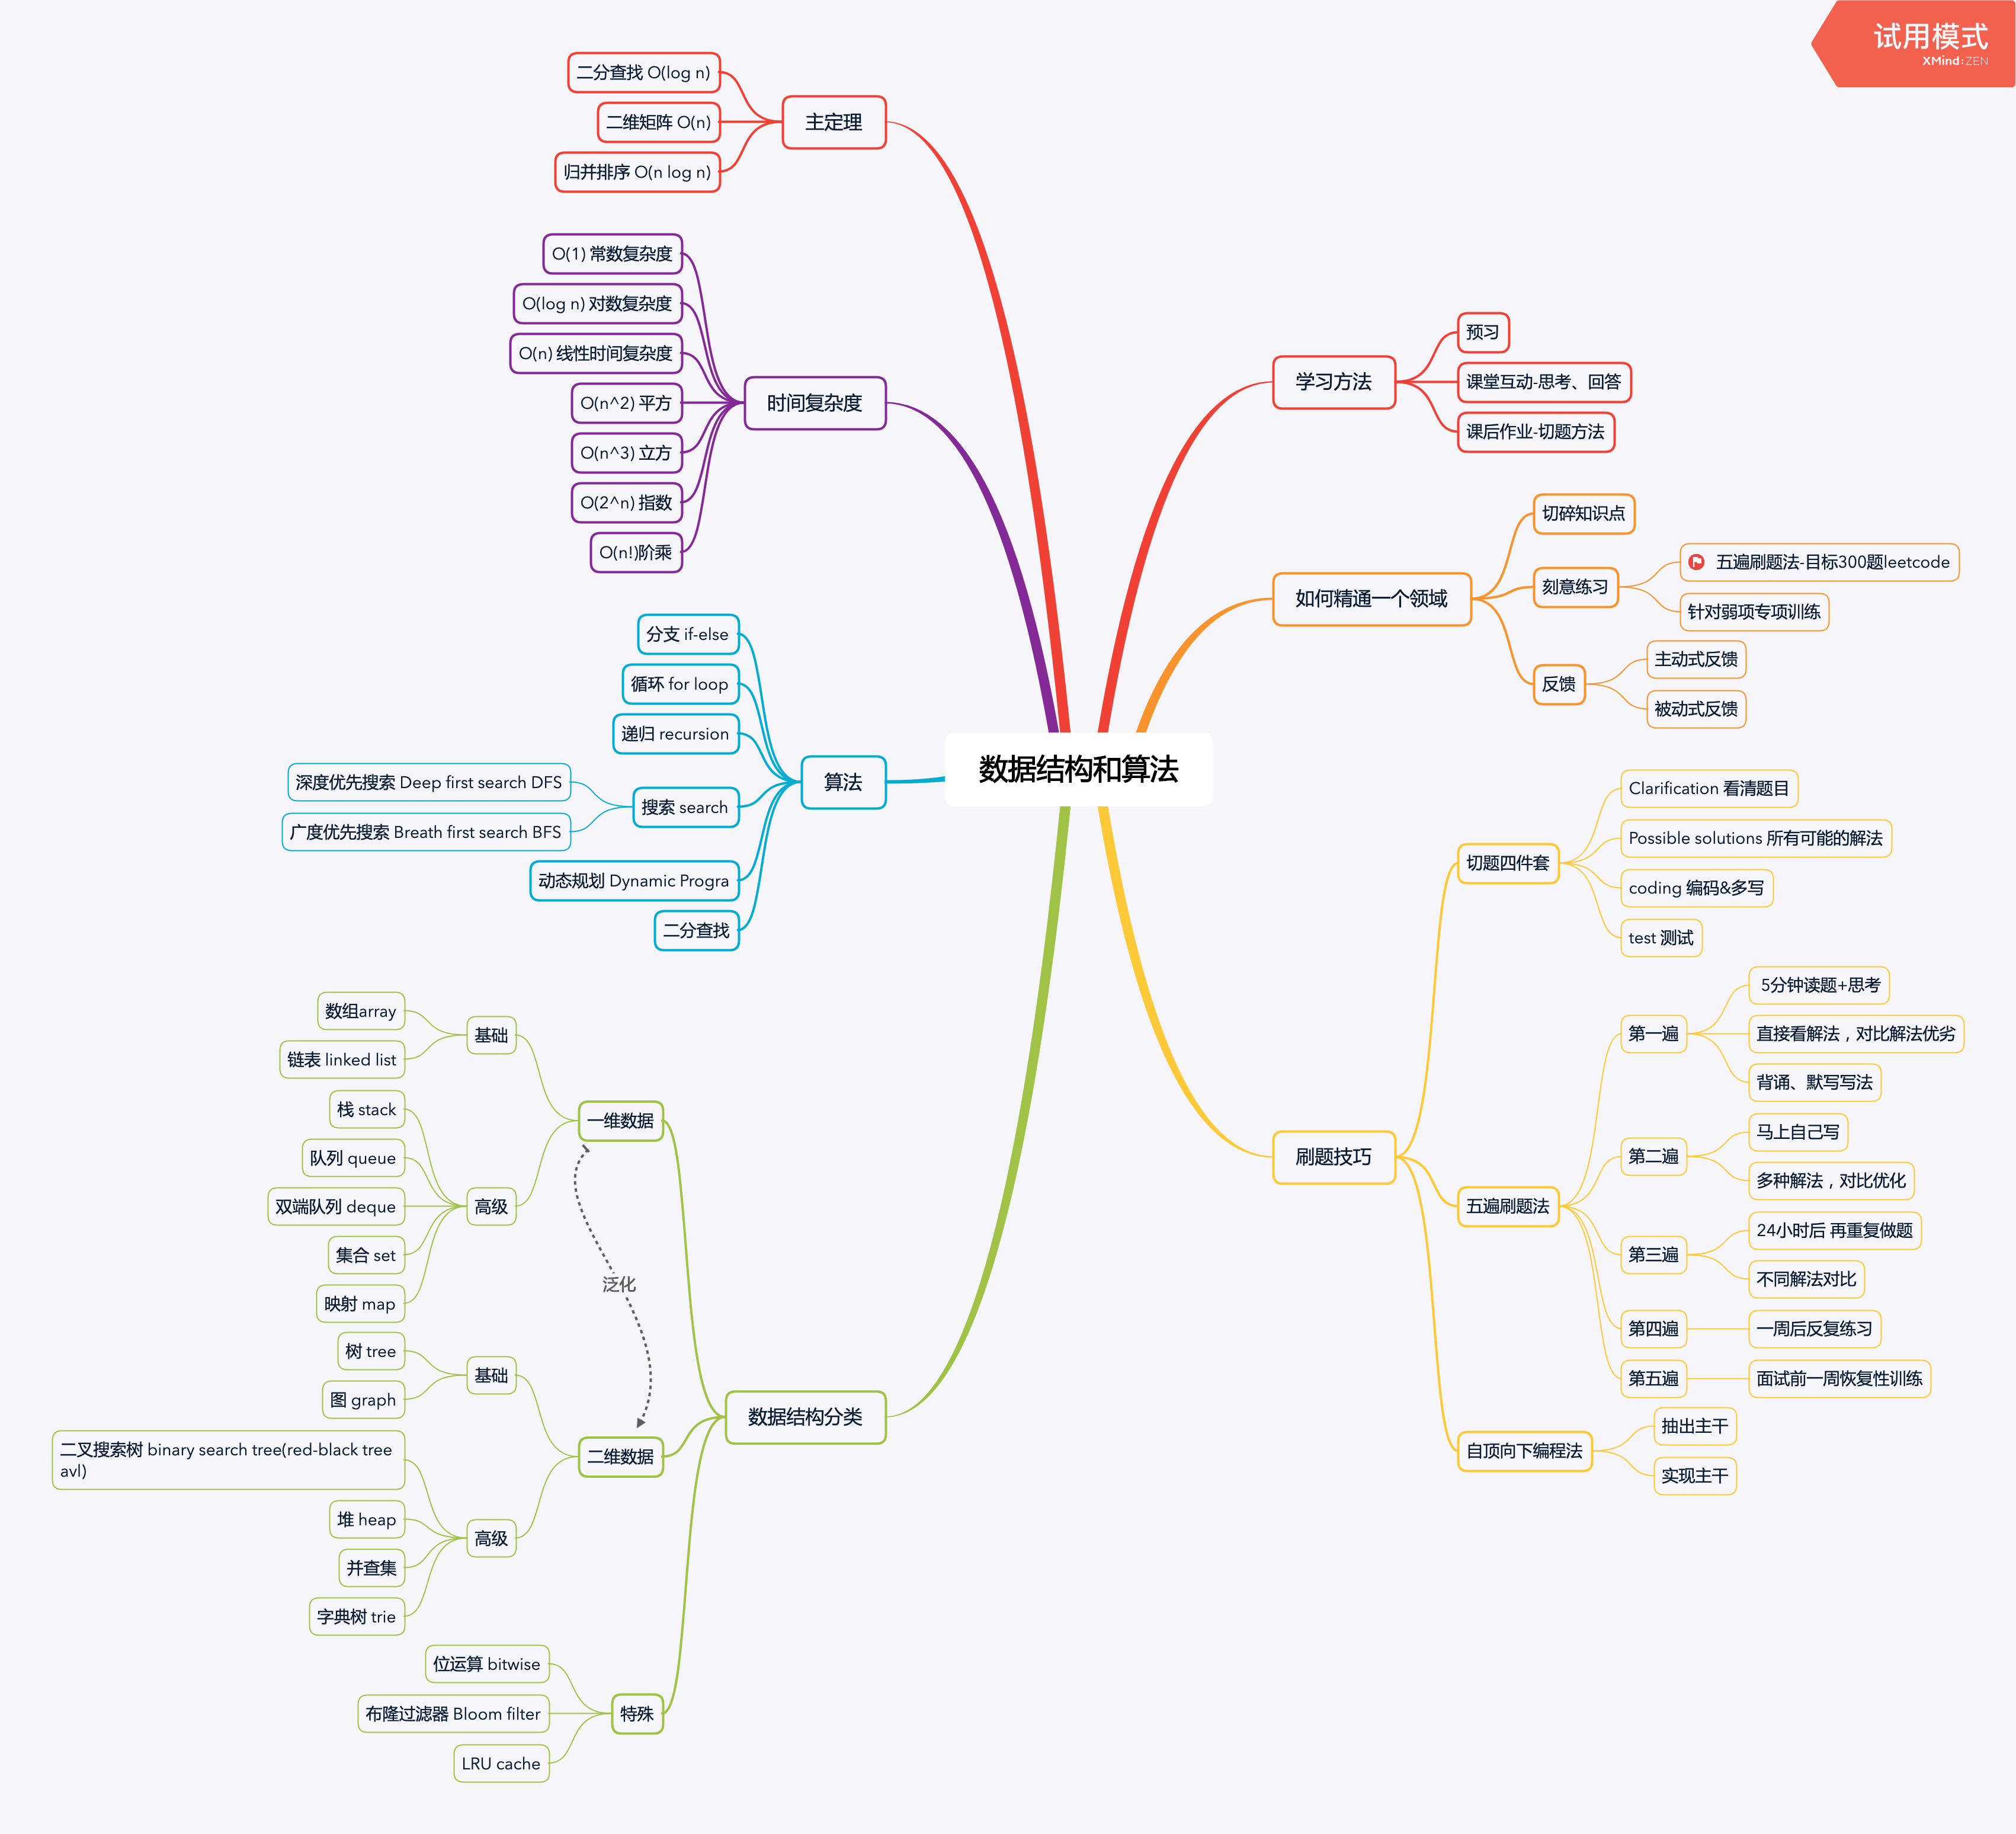 试用模式
XMind:ZEN
数据结构和算法
学习方法
预习
课堂互动-思考、回答
课后作业-切题方法
如何精通一个领域
切碎知识点
刻意练习
五遍刷题法-目标300题leetcode
针对弱项专项训练
反馈
主动式反馈
被动式反馈
刷题技巧
切题四件套
Clarification 看清题目
Possible solutions 所有可能的解法
coding 编码&多写
test 测试
五遍刷题法
第一遍
5分钟读题+思考
直接看解法，对比解法优劣
背诵、默写写法
第二遍
马上自己写
多种解法，对比优化
第三遍
24小时后 再重复做题
不同解法对比
第四遍
一周后反复练习
第五遍
面试前一周恢复性训练
自顶向下编程法
抽出主干
实现主干
主定理
二分查找 O(log n)
二维矩阵 O(n)
归并排序 O(n log n)
时间复杂度
O(1) 常数复杂度
O(log n) 对数复杂度
O(n) 线性时间复杂度
O(n^2) 平方
O(n^3) 立方
O(2^n) 指数
O(n!)阶乘
算法
分支 if-else
循环 for loop
递归 recursion
搜索 search
深度优先搜索 Deep first search DFS
广度优先搜索 Breath first search BFS
动态规划 Dynamic Progra
二分查找
数据结构分类
一维数据
基础
数组array
链表 linked list
高级
栈 stack
队列 queue
双端队列 deque
集合 set
映射 map
泛化
二维数据
基础
树 tree
图 graph
高级
二叉搜索树 binary search tree(red-black tree
avl)
堆 heap
并查集
字典树 trie
特殊
位运算 bitwise
布隆过滤器 Bloom filter
LRU cache